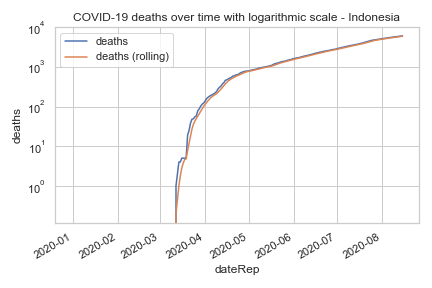 COVID-19 deaths over time with logarithmic scale - Indonesia
deaths
deaths (rolling)
10^4
10^3
10^2
10^1
10^0
deaths
2020-01
2020-02
2020-03
2020-04
2020-05
2020-06
2020-07
2020-08
dateRep